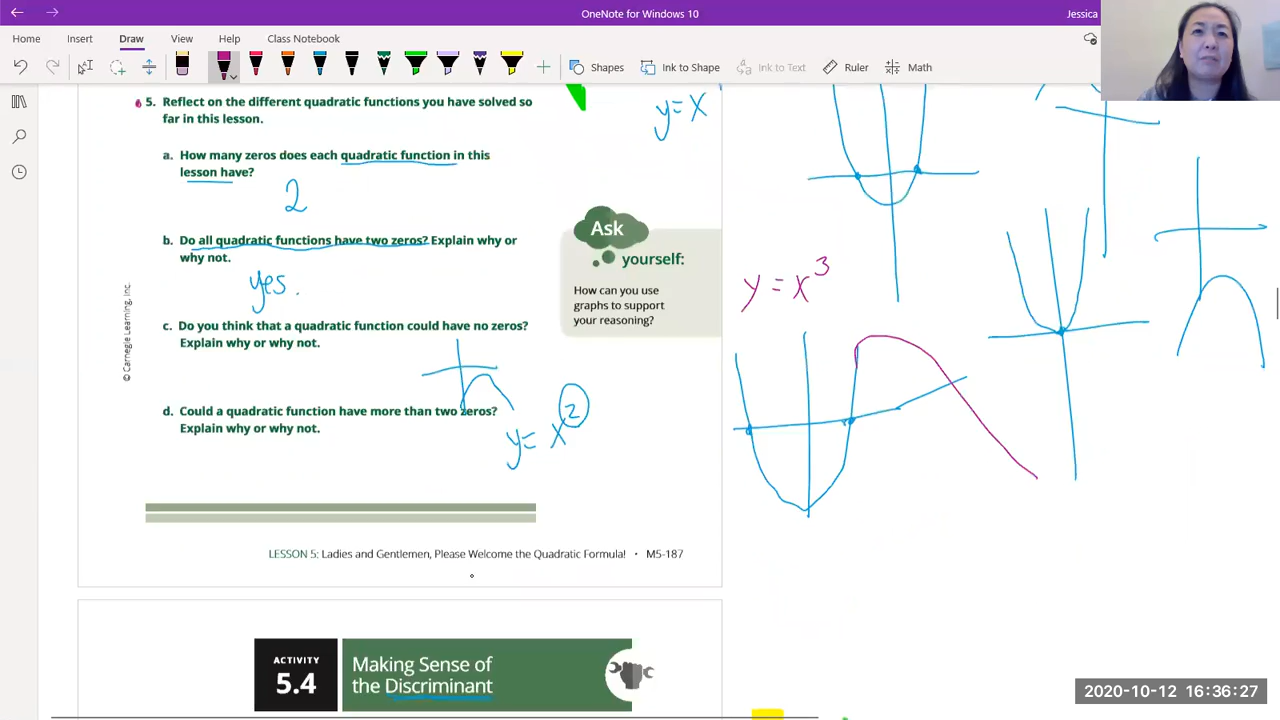 OneNote for Windows 10
Jessica
Home
Insert
Draw
View
Help
Class Notebook
Shapes
Ink to Shape
Ink to Text
Ruler
Math
5. Reflect on the different quadratic functions you have solved so
far in this lesson.
y=x
a. How many zeros does each quadratic function in this
lesson have?
2
b. Do all quadratic functions have two zeros? Explain why or
why not.
yes.
Ask
yourself:
How can you use
graphs to support
your reasoning?
y=x³
c. Do you think that a quadratic function could have no zeros?
Explain why or why not.
© Carnegie Learning, Inc.
d. Could a quadratic function have more than two zeros?
Explain why or why not.
y=x²
LESSON 5: Ladies and Gentlemen, Please Welcome the Quadratic Formula! • M5-187
ACTIVITY
5.4
Making Sense of
the Discriminant
2020-10-12 16:36:27